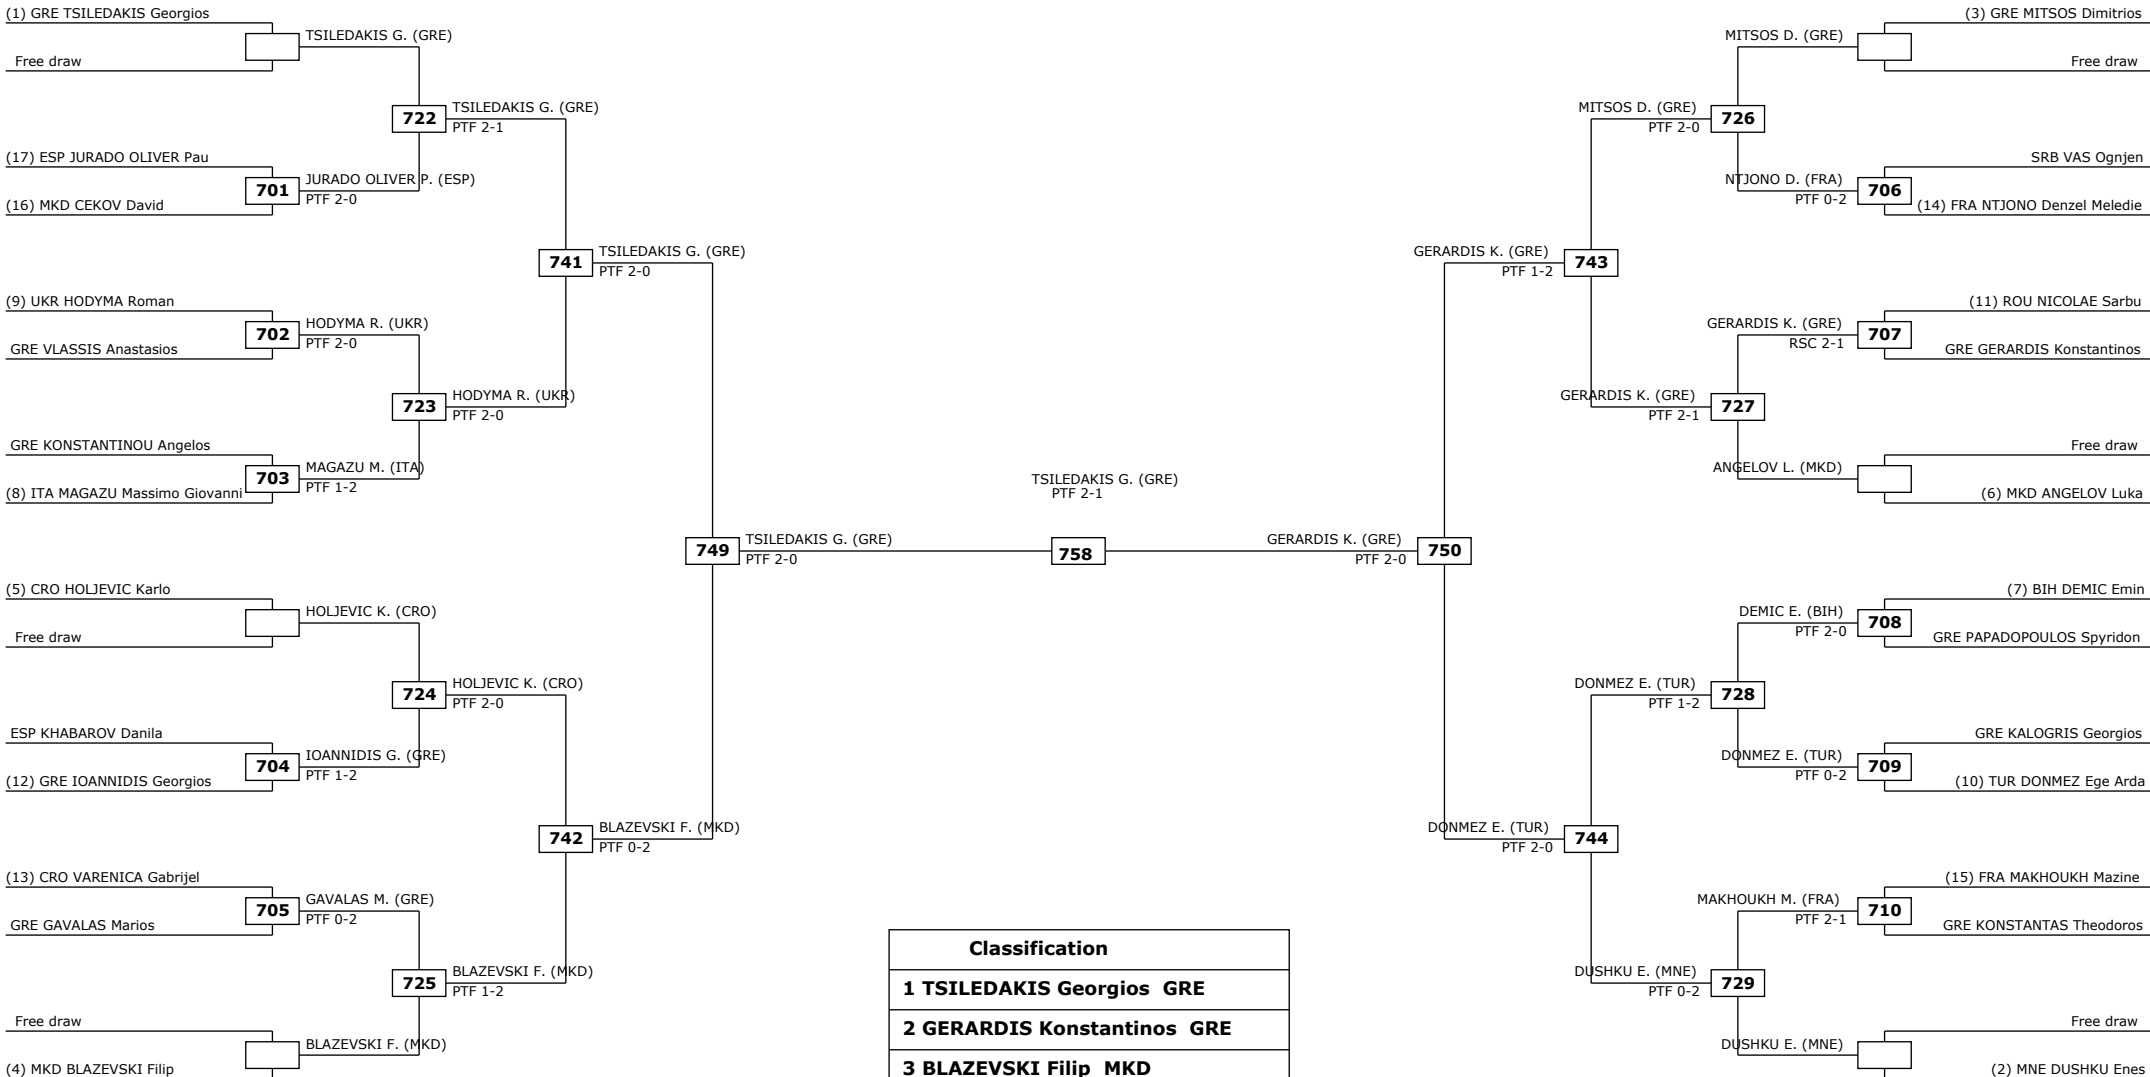 (1) GRE TSILEDAKIS Georgios
TSILEDAKIS G. (GRE)
Free draw
722
TSILEDAKIS G. (GRE)
PTF 2-1
(17) ESP JURADO OLIVER Pau
701
JURADO OLIVER P. (ESP)
PTF 2-0
(16) MKD CEKOV David
741
TSILEDAKIS G. (GRE)
PTF 2-0
(9) UKR HODYMA Roman
702
HODYMA R. (UKR)
PTF 2-0
GRE VLASSIS Anastasios
723
HODYMA R. (UKR)
PTF 2-0
GRE KONSTANTINOU Angelos
703
MAGAZU M. (ITA)
PTF 1-2
(8) ITA MAGAZU Massimo Giovanni
749
TSILEDAKIS G. (GRE)
PTF 2-0
(5) CRO HOLJEVIC Karlo
HOLJEVIC K. (CRO)
Free draw
724
HOLJEVIC K. (CRO)
PTF 2-0
ESP KHABAROV Danila
704
IOANNIDIS G. (GRE)
PTF 1-2
(12) GRE IOANNIDIS Georgios
742
BLAZEVSKI F. (MKD)
PTF 0-2
(13) CRO VARENICA Gabrijel
705
GAVALAS M. (GRE)
PTF 0-2
GRE GAVALAS Marios
725
BLAZEVSKI F. (MKD)
PTF 1-2
Free draw
BLAZEVSKI F. (MKD)
(4) MKD BLAZEVSKI Filip
TSILEDAKIS G. (GRE)
PTF 2-1
758
(3) GRE MITSOS Dimitrios
MITSOS D. (GRE)
Free draw
MITSOS D. (GRE)
PTF 2-0
726
SRB VAS Ognjen
NTJONO D. (FRA)
PTF 0-2
706
(14) FRA NTJONO Denzel Meledie
GERARDIS K. (GRE)
PTF 1-2
743
(11) ROU NICOLAE Sarbu
GERARDIS K. (GRE)
RSC 2-1
707
GRE GERARDIS Konstantinos
GERARDIS K. (GRE)
PTF 2-1
727
Free draw
ANGELOV L. (MKD)
(6) MKD ANGELOV Luka
GERARDIS K. (GRE)
PTF 2-0
750
(7) BIH DEMIC Emin
DEMIC E. (BIH)
PTF 2-0
708
GRE PAPADOPOULOS Spyridon
DONMEZ E. (TUR)
PTF 1-2
728
GRE KALOGRIS Georgios
DONMEZ E. (TUR)
PTF 0-2
709
(10) TUR DONMEZ Ege Arda
DONMEZ E. (TUR)
PTF 2-0
744
(15) FRA MAKHOUKH Mazine
MAKHOUKH M. (FRA)
PTF 2-1
710
GRE KONSTANTAS Theodoros
DUSHKU E. (MNE)
PTF 0-2
729
Free draw
DUSHKU E. (MNE)
(2) MNE DUSHKU Enes
Classification
1 TSILEDAKIS Georgios GRE
2 GERARDIS Konstantinos GRE
3 BLAZEVSKI Filip MKD